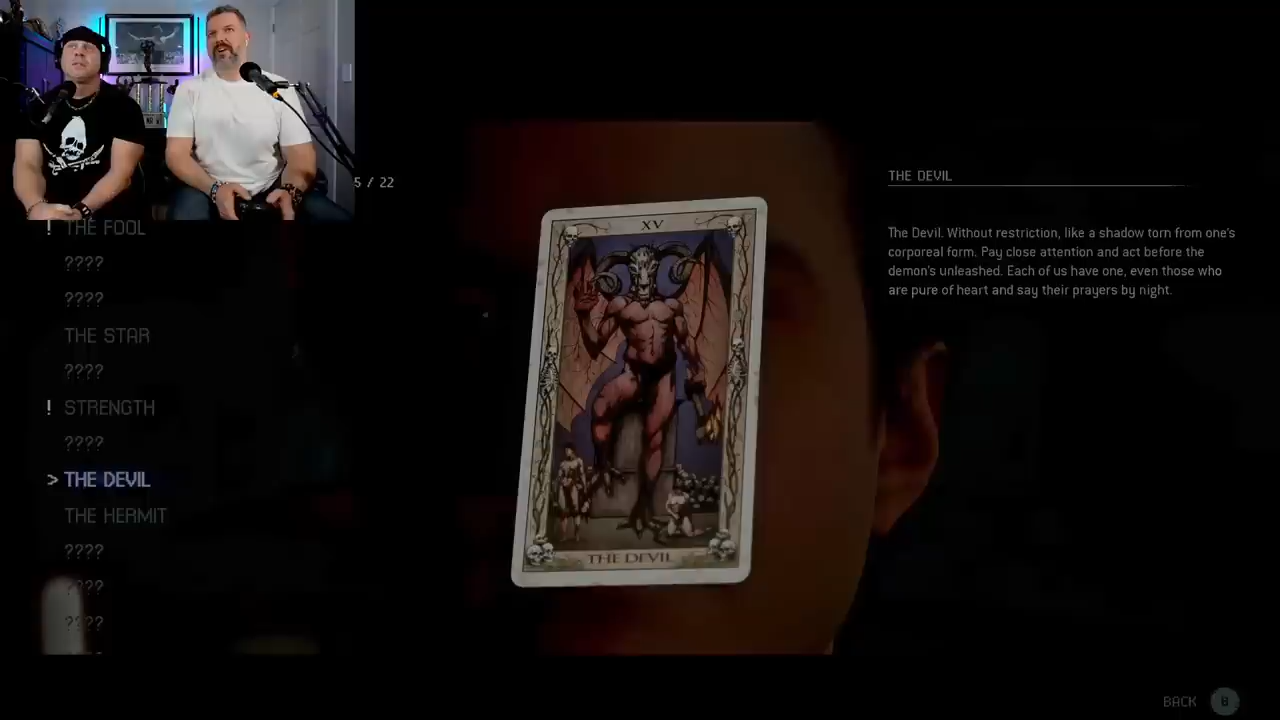 5 / 22
! THE FOOL
????
????
THE STAR
????
! STRENGTH
????
> THE DEVIL
THE HERMIT
????
????
????
XV
THE DEVIL
THE DEVIL
The Devil. Without restriction, like a shadow torn from one's
corporeal form. Pay close attention and act before the
demon's unleashed. Each of us have one, even those who
are pure of heart and say their prayers by night.
BACK B